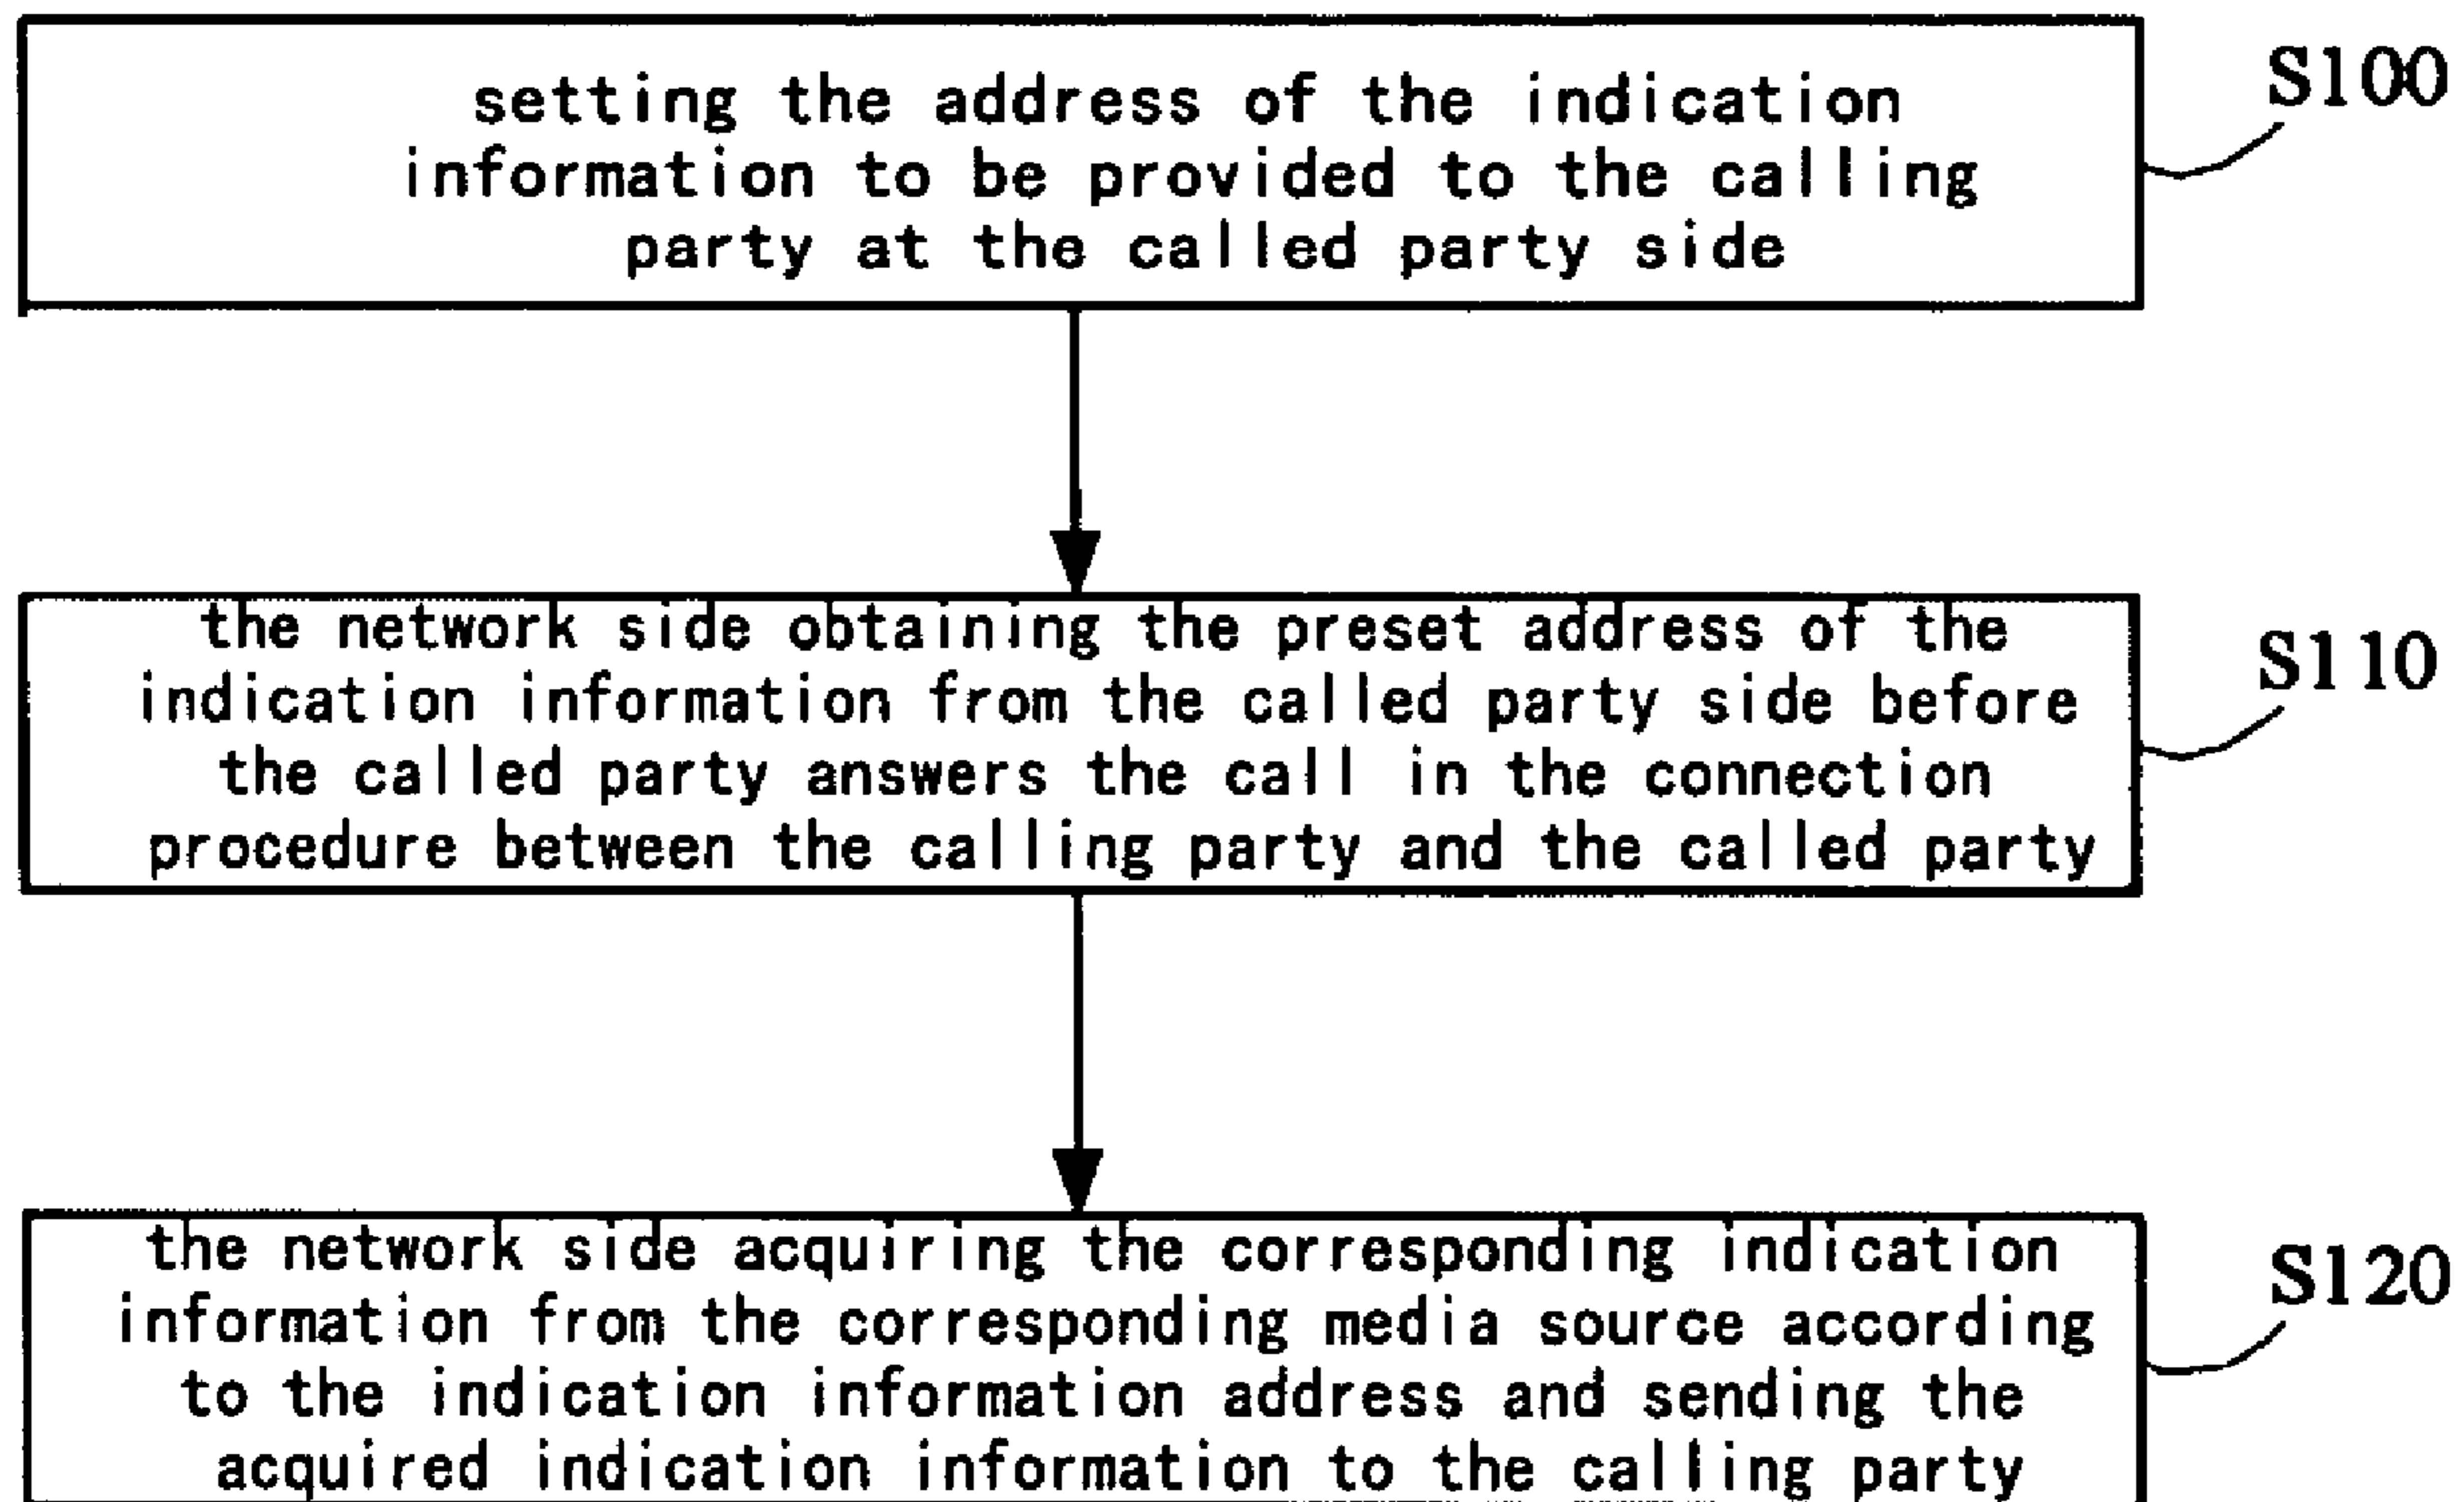 setting the address of the indication
information to be provided to the calling
party at the called party side
S100
the network side obtaining the preset address of the
indication information from the called party side before
the called party answers the call in the connection
procedure between the calling party and the called party
S110
the network side acquiring the corresponding indication
information from the corresponding media source according
to the indication information address and sending the
acquired indication information to the calling party
S120